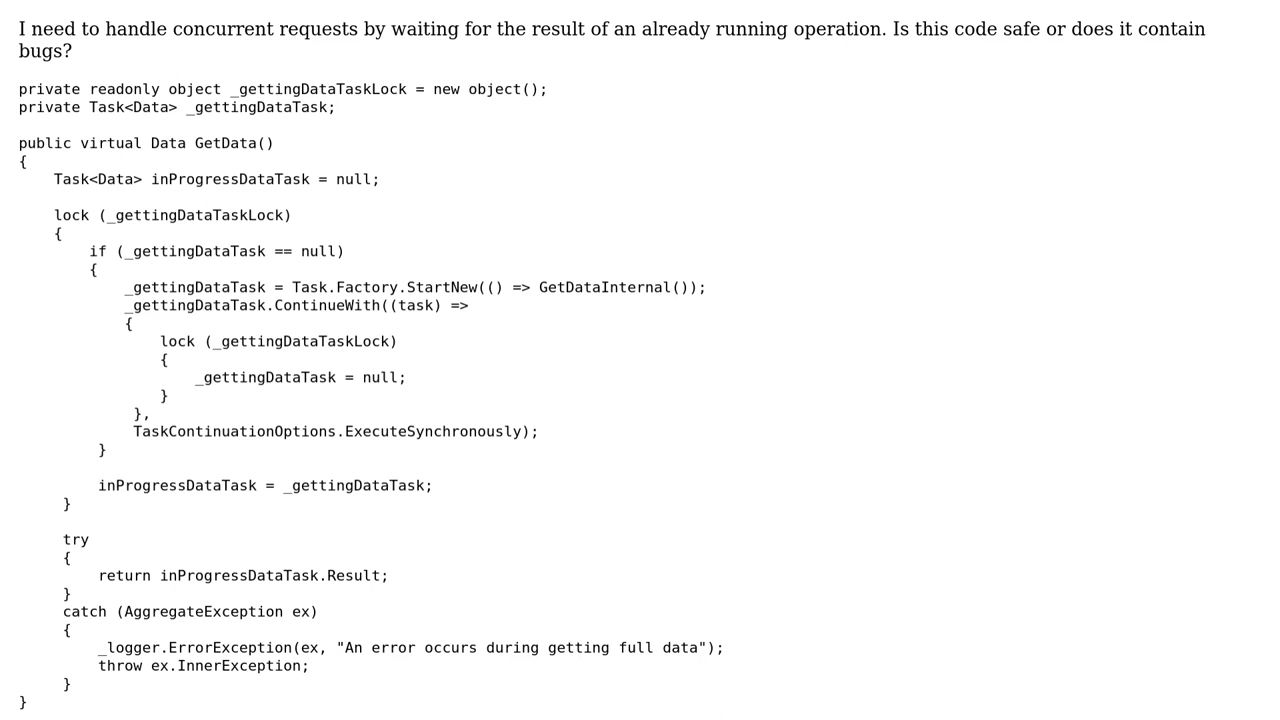 I need to handle concurrent requests by waiting for the result of an already running operation. Is this code safe or does it contain
bugs?
private readonly object _gettingDataTaskLock = new object();
private Task<Data> _gettingDataTask;
public virtual Data GetData()
{
    Task<Data> inProgressDataTask = null;
    lock (_gettingDataTaskLock)
    {
        if (_gettingDataTask == null)
        {
            _gettingDataTask = Task.Factory.StartNew(() => GetDataInternal());
            _gettingDataTask.ContinueWith((task) =>
            {
                lock (_gettingDataTaskLock)
                {
                    _gettingDataTask = null;
                }
             },
             TaskContinuationOptions.ExecuteSynchronously);
         }
         inProgressDataTask = _gettingDataTask;
     }
     try
     {
         return inProgressDataTask.Result;
     }
     catch (AggregateException ex)
     {
         _logger.ErrorException(ex, "An error occurs during getting full data");
         throw ex.InnerException;
     }
}